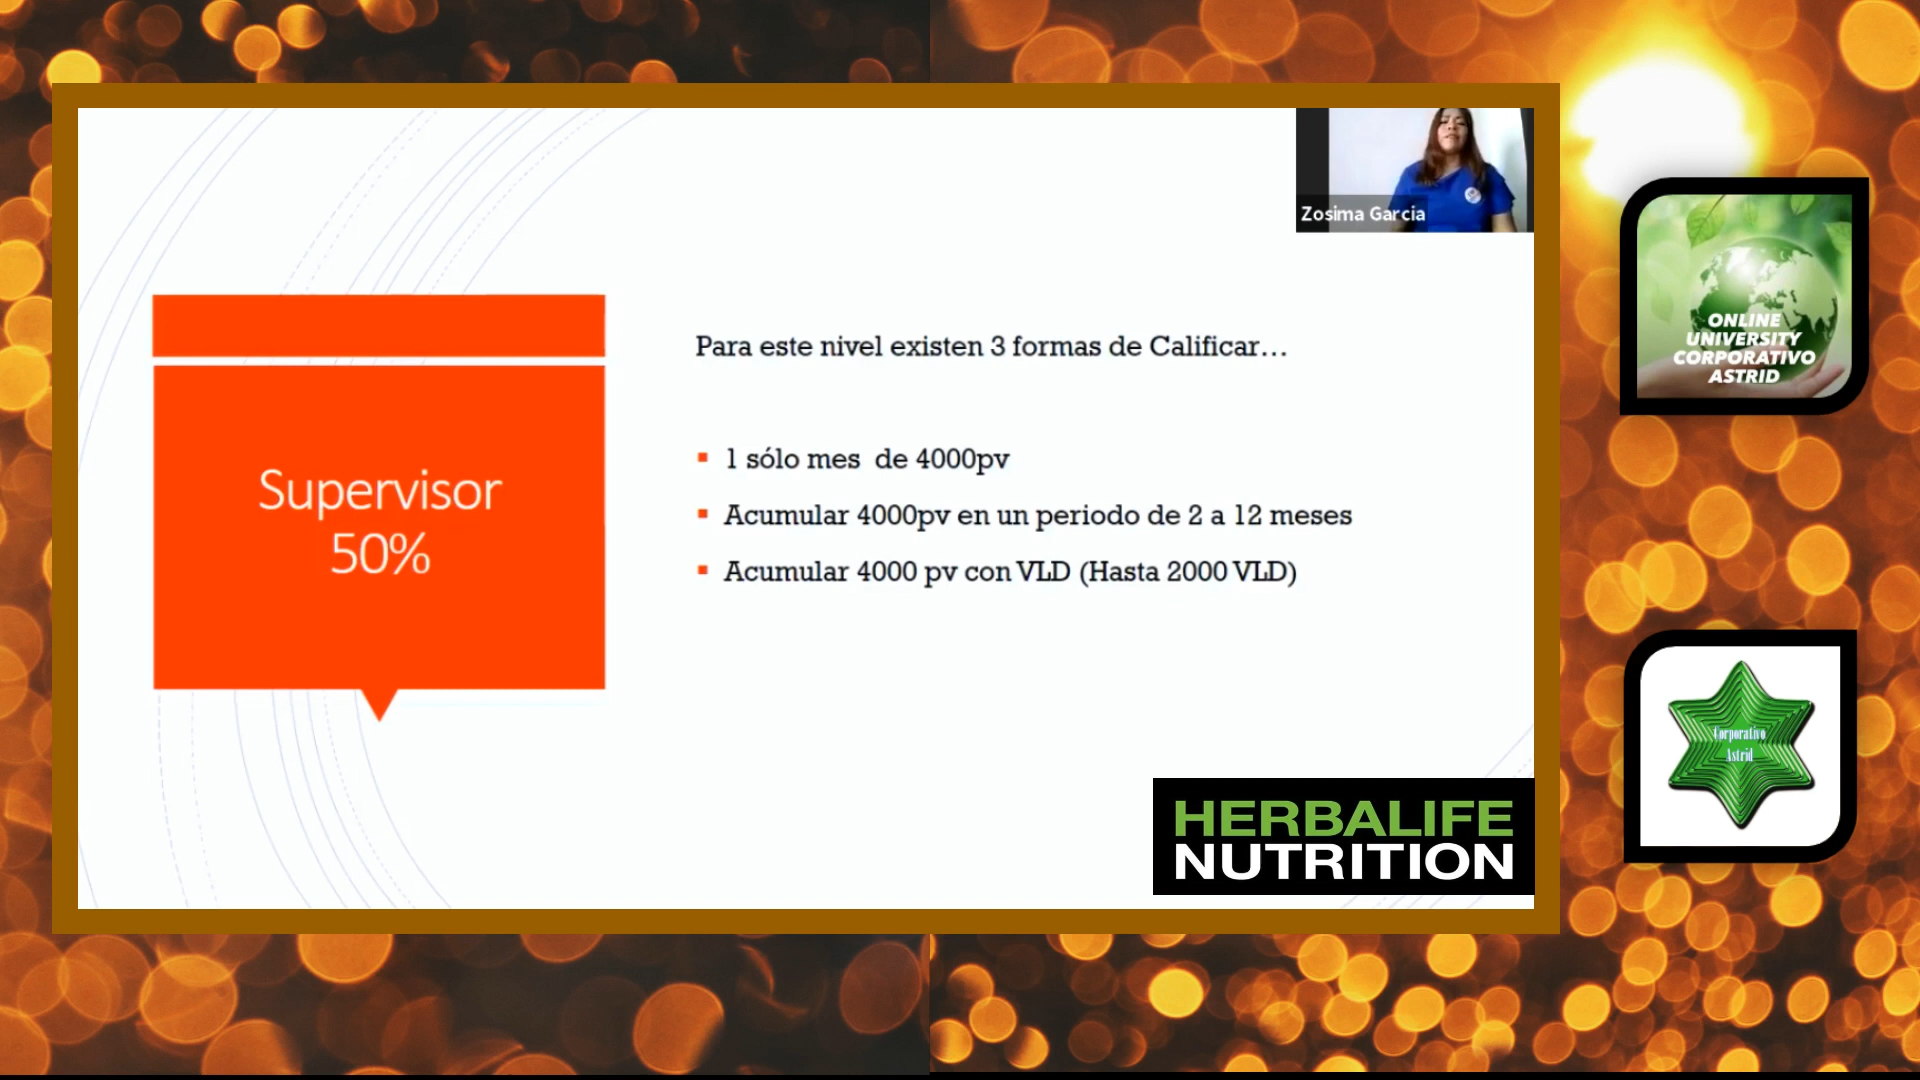 Zosima Garcia
Para este nivel existen 3 formas de Calificar...
Supervisor
50%
1 sólo mes de 4000pv
Acumular 4000pv en un periodo de 2 a 12 meses
Acumular 4000 pv con VLD (Hasta 2000 VLD)
HERBALIFE
NUTRITION
ONLINE
UNIVERSITY
CORPORATIVO
ASTRID
Corporativo
Astrid